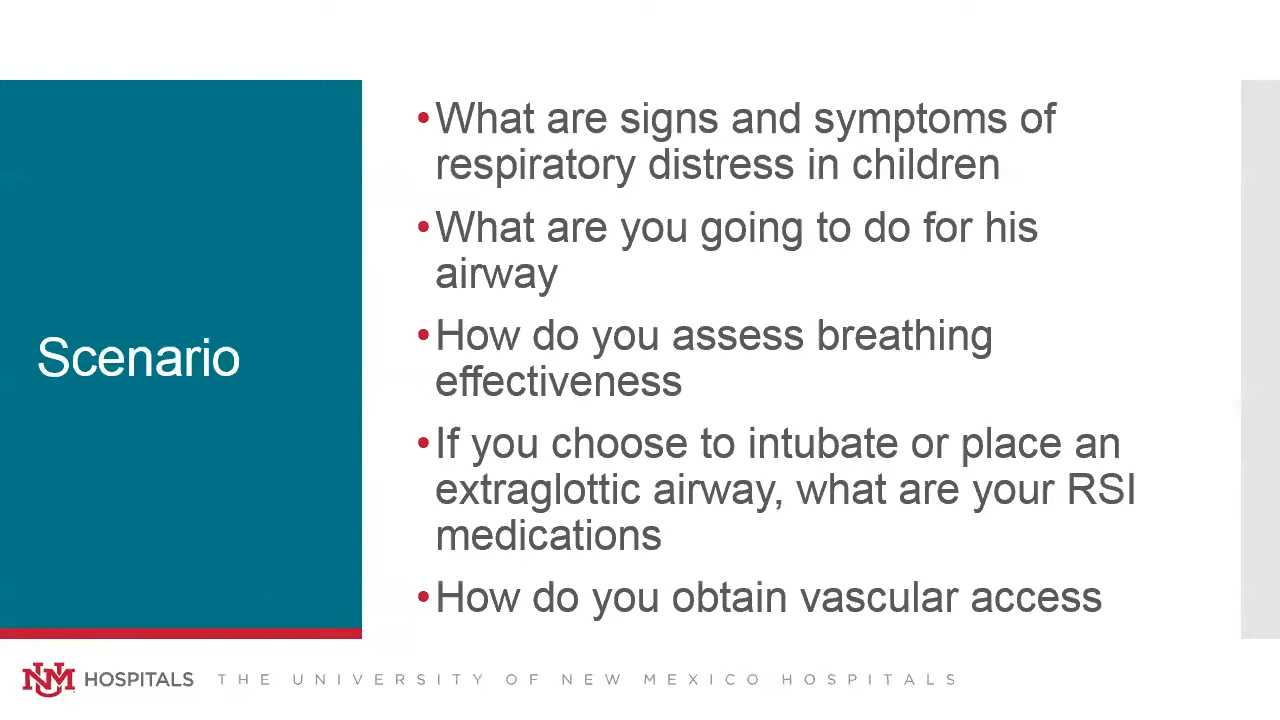 Scenario
•What are signs and symptoms of
respiratory distress in children
•What are you going to do for his
airway
•How do you assess breathing
effectiveness
•If you choose to intubate or place an
extraglottic airway, what are your RSI
medications
•How do you obtain vascular access
UNM HOSPITALS THE UNIVERSITY OF NEW MEXICO HOSPITALS